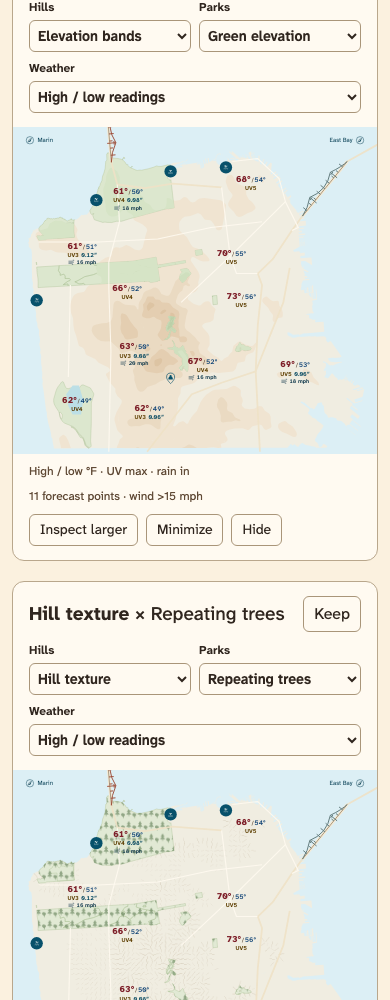 Hills
Parks
Elevation bands
Green elevation
Weather
High / low readings
Marin
East Bay
68°/54°
UV5
61°/50°
UV4 0.08"
16 mph
61°/51°
UV3 0.12"
16 mph
70°/55°
UV5
66°/52°
UV4
73°/56°
UV5
63°/50°
UV3 0.08"
20 mph
67°/52°
UV4
16 mph
69°/53°
UV5 0.06"
16 mph
62°/49°
UV4
62°/49°
UV3 0.06"
High / low °F · UV max · rain in
11 forecast points · wind >15 mph
Inspect larger
Minimize
Hide
Hill texture × Repeating trees
Keep
Hills
Parks
Hill texture
Repeating trees
Weather
High / low readings
Marin
East Bay
68°/54°
UV5
61°/50°
UV4 0.08"
16 mph
61°/51°
UV3 0.12"
16 mph
70°/55°
UV5
66°/52°
UV4
73°/56°
UV5
63°/50°